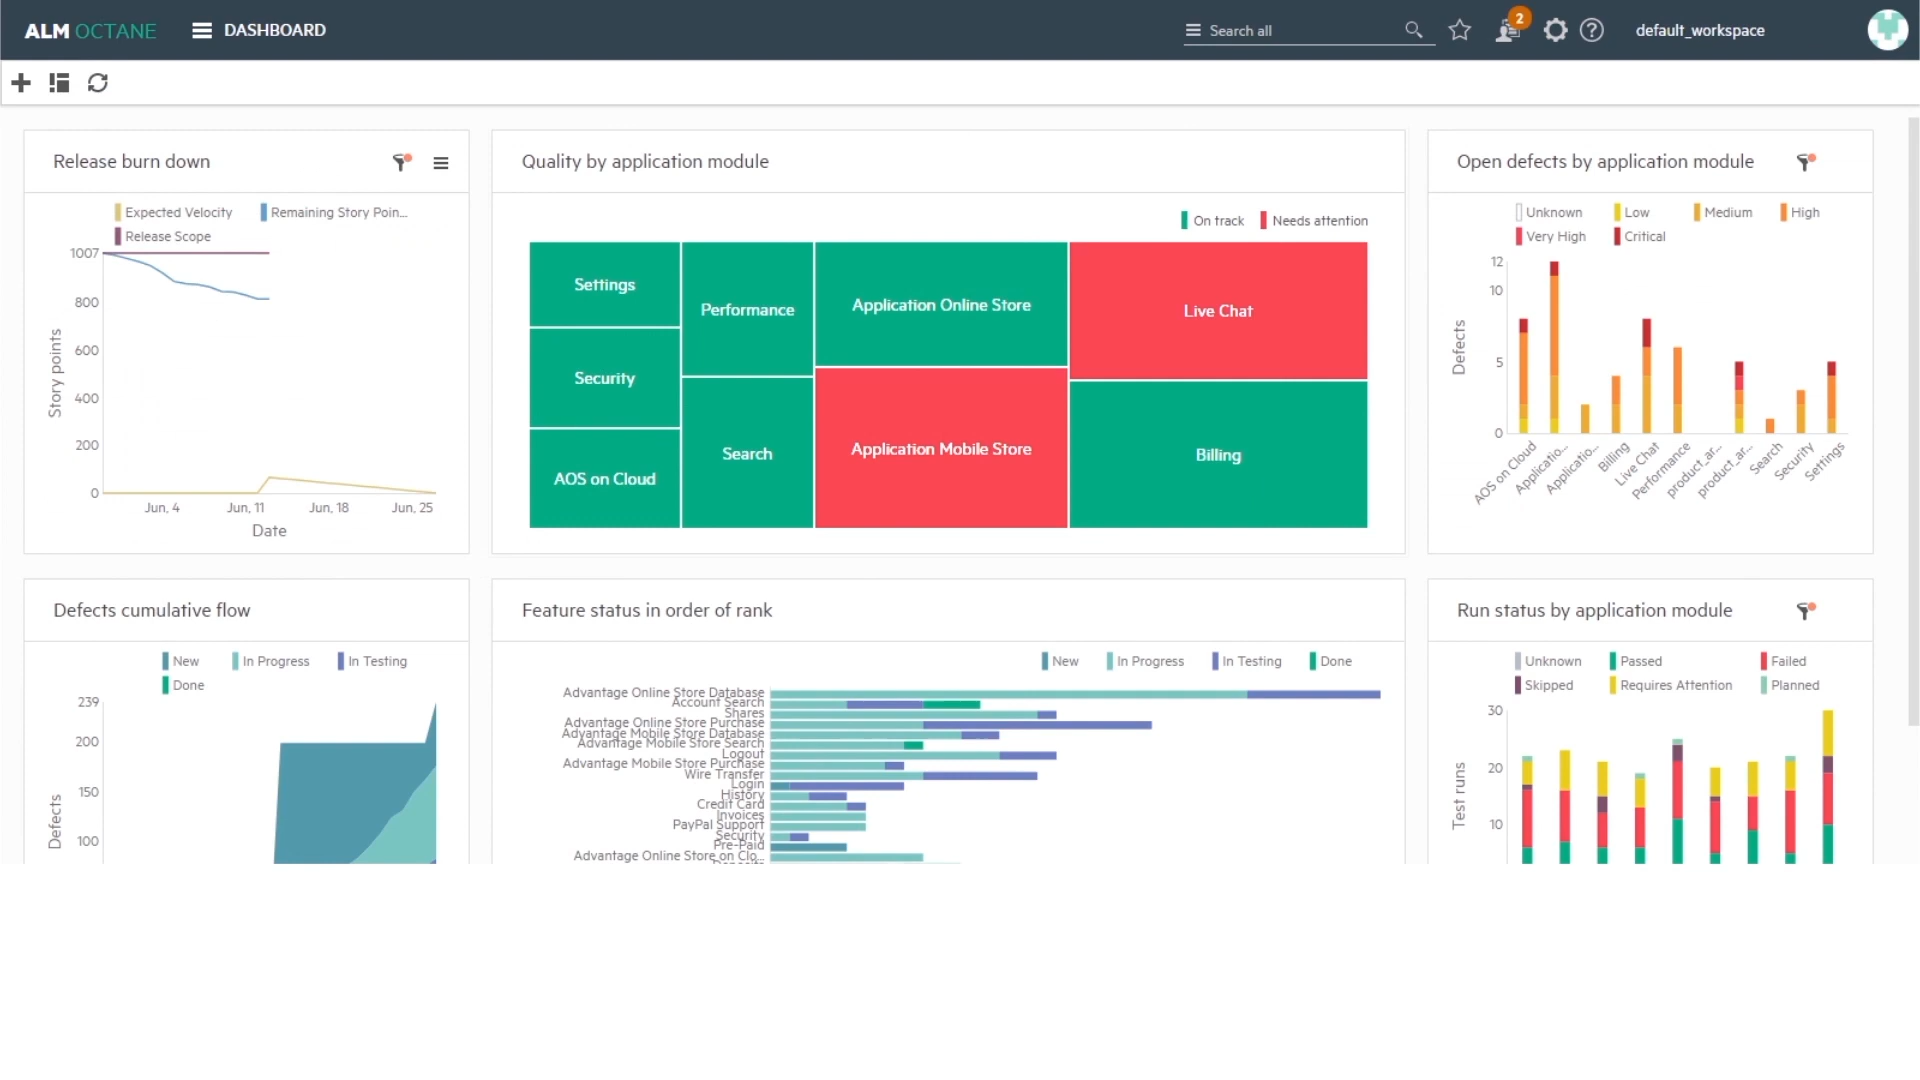 ALM OCTANE DASHBOARD Search all 2 default_workspace
Release burn down
Expected Velocity Remaining Story Poin...
Release Scope
1007
800
600
400
200
0
Story points
Jun, 4 Jun, 11 Jun, 18 Jun, 25
Date
Quality by application module
On track Needs attention
Settings
Security
AOS on Cloud
Performance
Search
Application Online Store
Application Mobile Store
Live Chat
Billing
Open defects by application module
Unknown Low Medium High
Very High Critical
12
10
5
0
Defects
AOS on Cloud
Applicatio...
Applicatio...
Billing
Live Chat
Performance
product_ar...
product_ar...
Search
Security
Settings
Defects cumulative flow
New In Progress In Testing
Done
239
200
150
100
Defects
Feature status in order of rank
New In Progress In Testing Done
Advantage Online Store Database
Account Search
Shares
Advantage Online Store Purchase
Advantage Mobile Store Database
Advantage Mobile Store Search
Logout
Advantage Mobile Store Purchase
Wire Transfer
Login
History
Credit Card
Invoices
PayPal Support
Security
Pre-Paid
Advantage Online Store on Clo...
Run status by application module
Unknown Passed Failed
Skipped Requires Attention Planned
30
20
10
Test runs